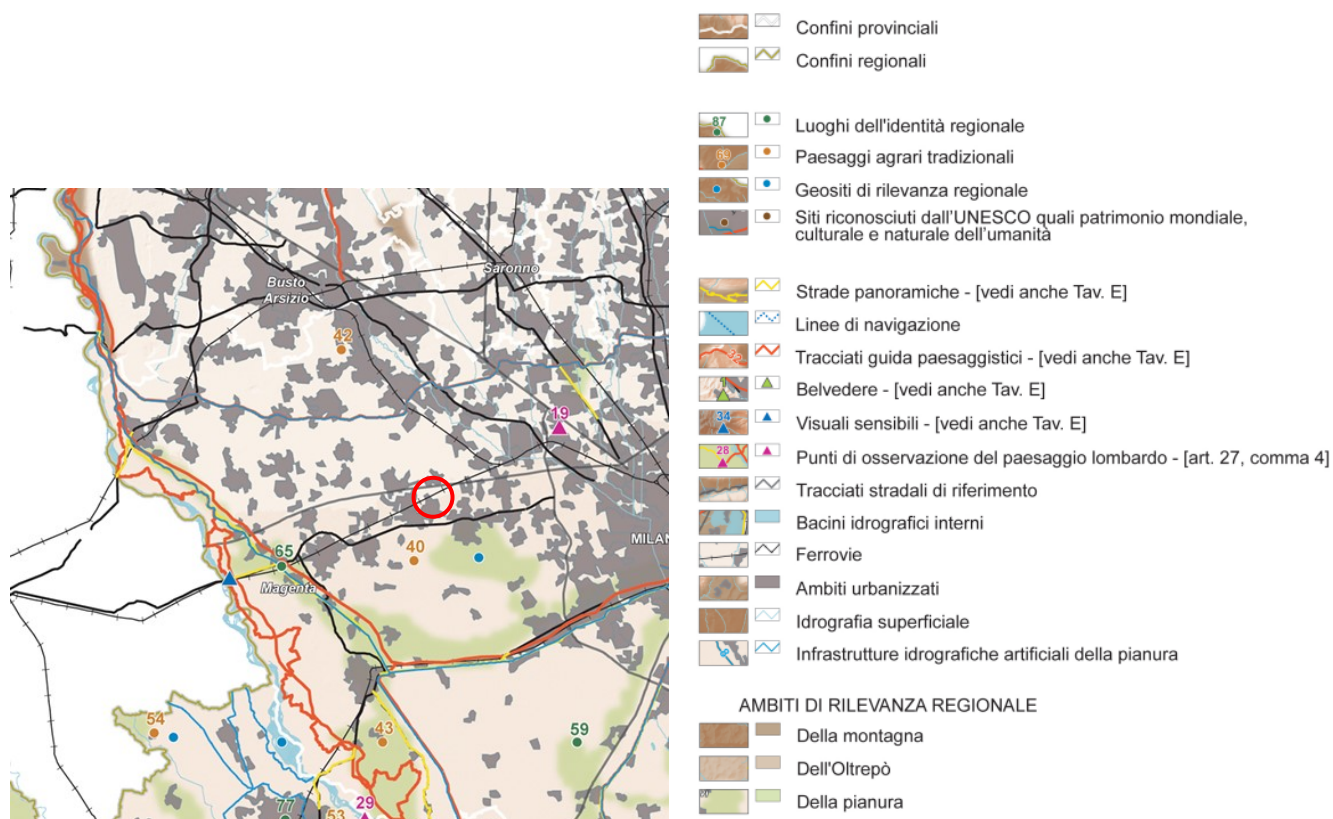 Busto
Arsizio
Saronno
42
19
65
40
MILAN
Magenta
54
43
59
77
53
29
Confini provinciali
Confini regionali
87
Luoghi dell'identità regionale
69
Paesaggi agrari tradizionali
Geositi di rilevanza regionale
Siti riconosciuti dall'UNESCO quali patrimonio mondiale,
culturale e naturale dell'umanità
Strade panoramiche - [vedi anche Tav. E]
Linee di navigazione
Tracciati guida paesaggistici - [vedi anche Tav. E]
1
Belvedere - [vedi anche Tav. E]
34
Visuali sensibili - [vedi anche Tav. E]
28
Punti di osservazione del paesaggio lombardo - [art. 27, comma 4]
Tracciati stradali di riferimento
Bacini idrografici interni
Ferrovie
Ambiti urbanizzati
Idrografia superficiale
Infrastrutture idrografiche artificiali della pianura
AMBITI DI RILEVANZA REGIONALE
Della montagna
Dell'Oltrepò
Della pianura